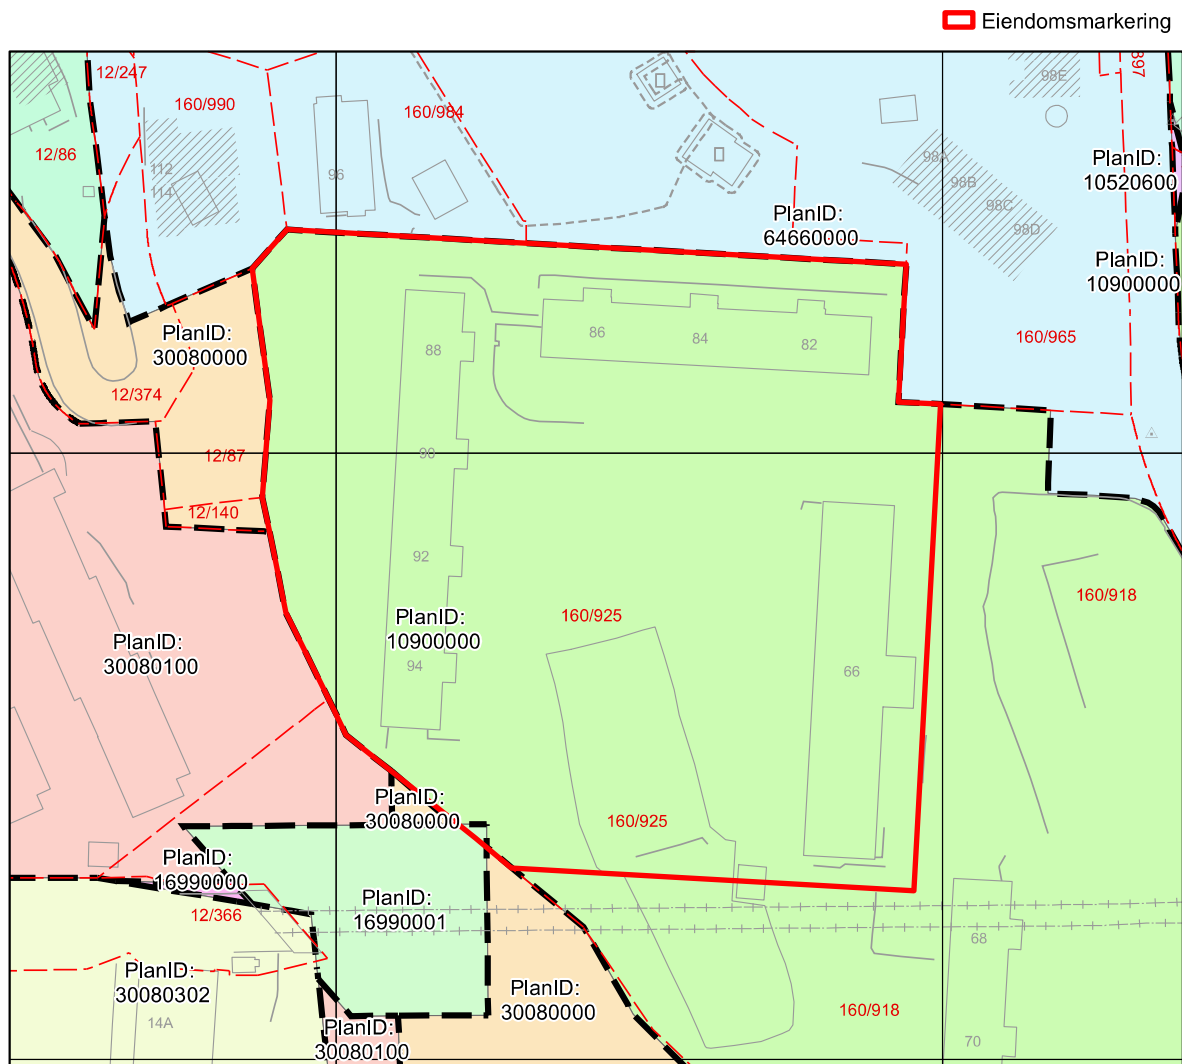 Eiendomsmarkering
12/247
160/990
160/984
98E
397
12/86
112
114
96
98A
98B
98C
98D
PlanID:
10520600
PlanID:
64660000
PlanID:
10900000
PlanID:
30080000
86
84
82
88
160/965
12/374
12/87
90
12/140
92
160/925
160/918
PlanID:
10900000
PlanID:
30080100
94
66
PlanID:
30080000
160/925
PlanID:
16990000
PlanID:
16990001
12/366
68
PlanID:
30080302
PlanID:
30080000
160/918
14A
PlanID:
30080100
70